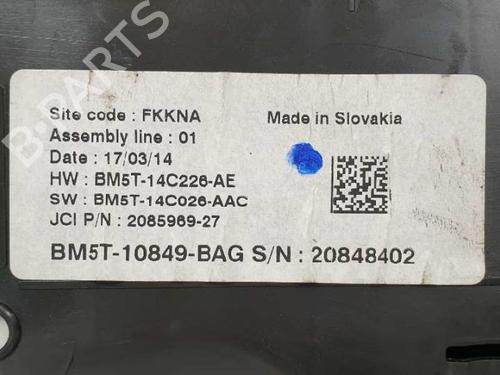 Site code : FKKNA
Made in Slovakia
Assembly line : 01
Date : 17/03/14
HW : BM5T-14C226-AE
SW : BM5T-14C026-AAC
JCI P/N : 2085969-27
BM5T-10849-BAG S/N : 20848402
B-PARTS